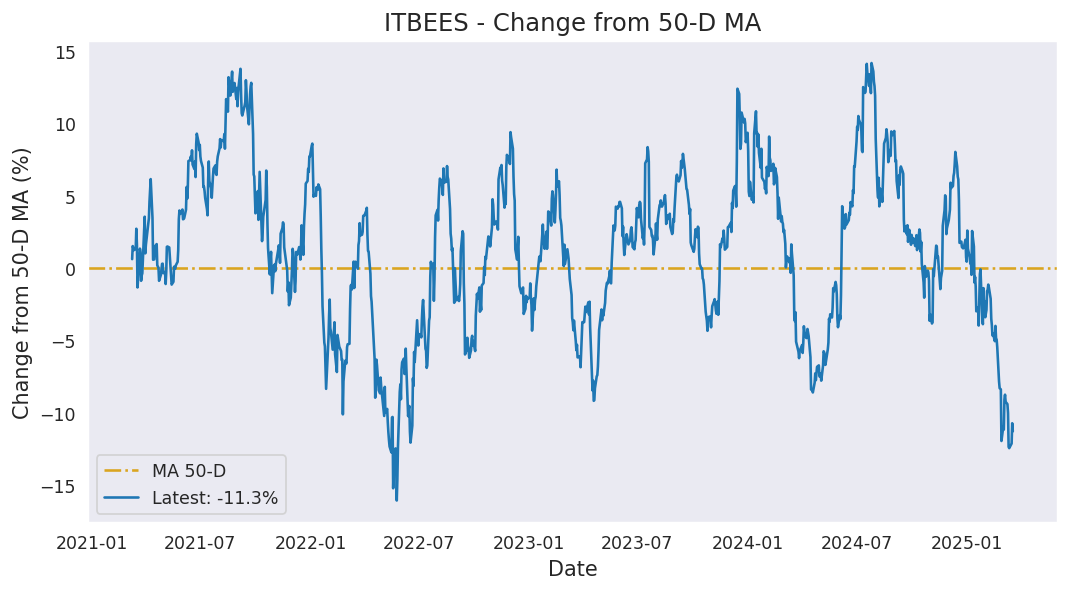 ITBEES - Change from 50-D MA
Change from 50-D MA (%)
15
10
5
0
−5
−10
−15
MA 50-D
Latest: -11.3%
2021-01 2021-07 2022-01 2022-07 2023-01 2023-07 2024-01 2024-07 2025-01
Date